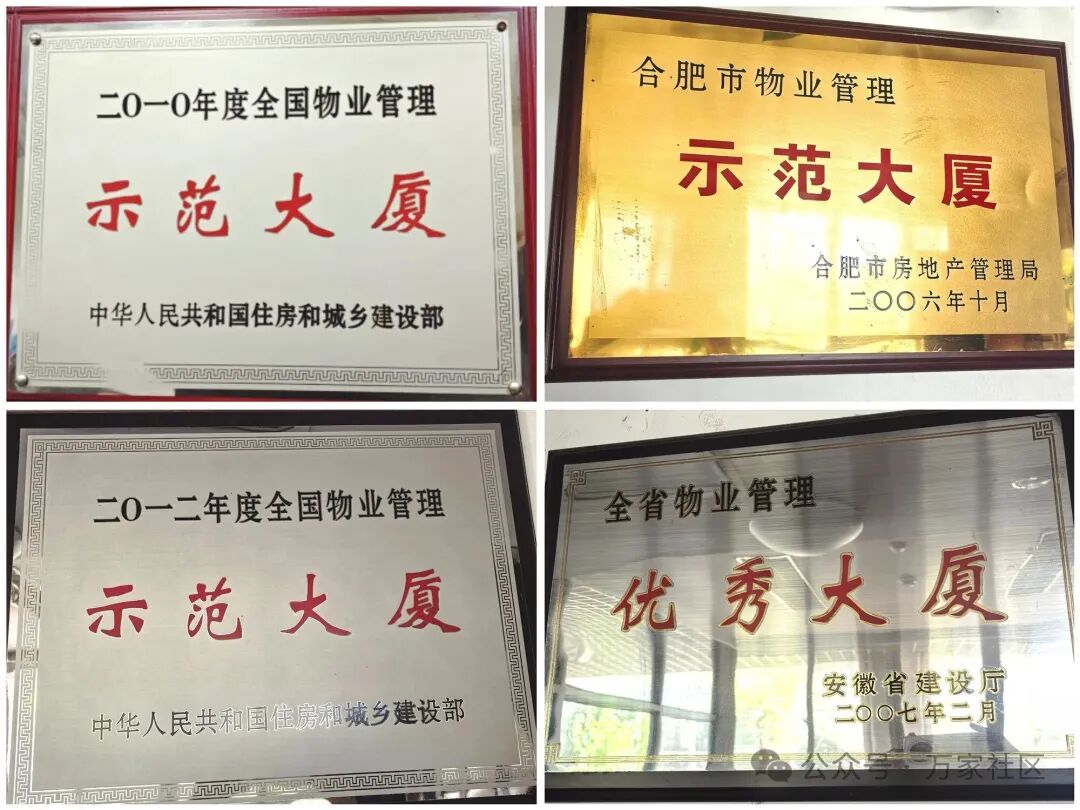 二〇一〇年度全国物业管理
示范大厦
中华人民共和国住房和城乡建设部
合肥市物业管理
示范大厦
合肥市房地产管理局
二〇〇六年十月
二〇一二年度全国物业管理
示范大厦
中华人民共和国住房和城乡建设部
全省物业管理
优秀大厦
安徽省建设厅
二〇〇七年二月
公众号·万家社区